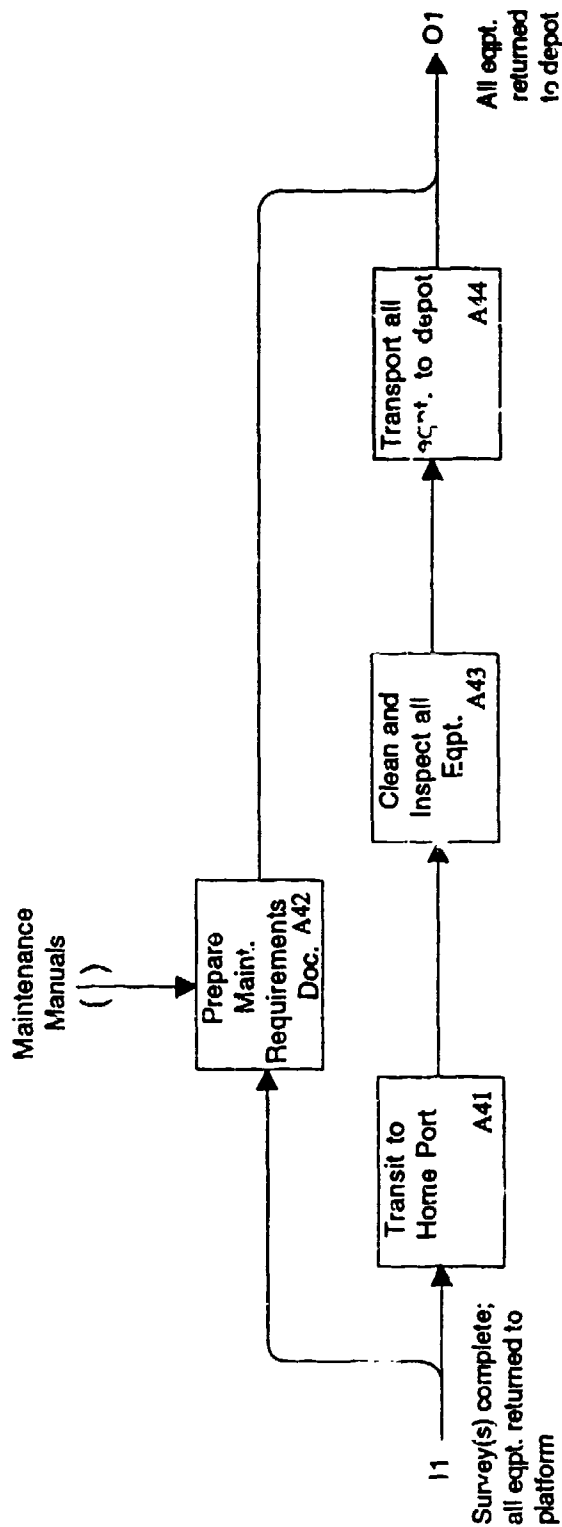 Maintenance
Manuals
( )
Prepare
Maint.
Requirements
Doc. A42
I1
Survey(s) complete;
all eqpt. returned to
platform
Transit to
Home Port
A41
Clean and
Inspect all
Eqpt.
A43
Transport all
eqpt. to depot
A44
O1
All eqpt.
returned
to depot